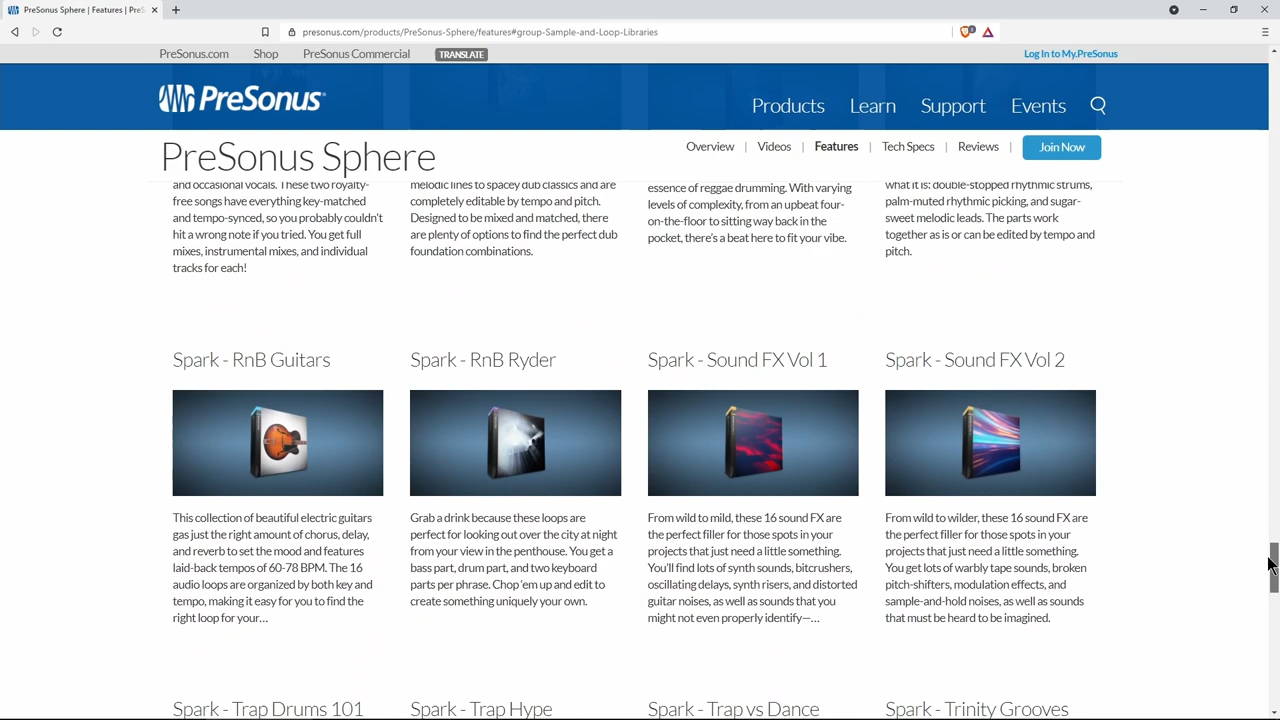 PreSonus Sphere | Features | PreS
presonus.com/products/PreSonus-Sphere/features#group-Sample-and-Loop-Libraries
PreSonus.com Shop PreSonus Commercial TRANSLATE Log In to My.PreSonus
PreSonus®
Products Learn Support Events
PreSonus Sphere
Overview | Videos | Features | Tech Specs | Reviews | Join Now
and occasional vocals. These two royalty-
free songs have everything key-matched
and tempo-synced, so you probably couldn't
hit a wrong note if you tried. You get full
mixes, instrumental mixes, and individual
tracks for each!
melodic lines to spacey dub classics and are
completely editable by tempo and pitch.
Designed to be mixed and matched, there
are plenty of options to find the perfect dub
foundation combinations.
essence of reggae drumming. With varying
levels of complexity, from an upbeat four-
on-the-floor to sitting way back in the
pocket, there's a beat here to fit your vibe.
what it is: double-stopped rhythmic strums,
palm-muted rhythmic picking, and sugar-
sweet melodic leads. The parts work
together as is or can be edited by tempo and
pitch.
Spark - RnB Guitars
This collection of beautiful electric guitars
gas just the right amount of chorus, delay,
and reverb to set the mood and features
laid-back tempos of 60-78 BPM. The 16
audio loops are organized by both key and
tempo, making it easy for you to find the
right loop for your…
Spark - RnB Ryder
Grab a drink because these loops are
perfect for looking out over the city at night
from your view in the penthouse. You get a
bass part, drum part, and two keyboard
parts per phrase. Chop 'em up and edit to
create something uniquely your own.
Spark - Sound FX Vol 1
From wild to mild, these 16 sound FX are
the perfect filler for those spots in your
projects that just need a little something.
You'll find lots of synth sounds, bitcrushers,
oscillating delays, synth risers, and distorted
guitar noises, as well as sounds that you
might not even properly identify—…
Spark - Sound FX Vol 2
From wild to wilder, these 16 sound FX are
the perfect filler for those spots in your
projects that just need a little something.
You get lots of warbly tape sounds, broken
pitch-shifters, modulation effects, and
sample-and-hold noises, as well as sounds
that must be heard to be imagined.
Spark - Trap Drums 101
Spark - Trap Hype
Spark - Trap vs Dance
Spark - Trinity Grooves